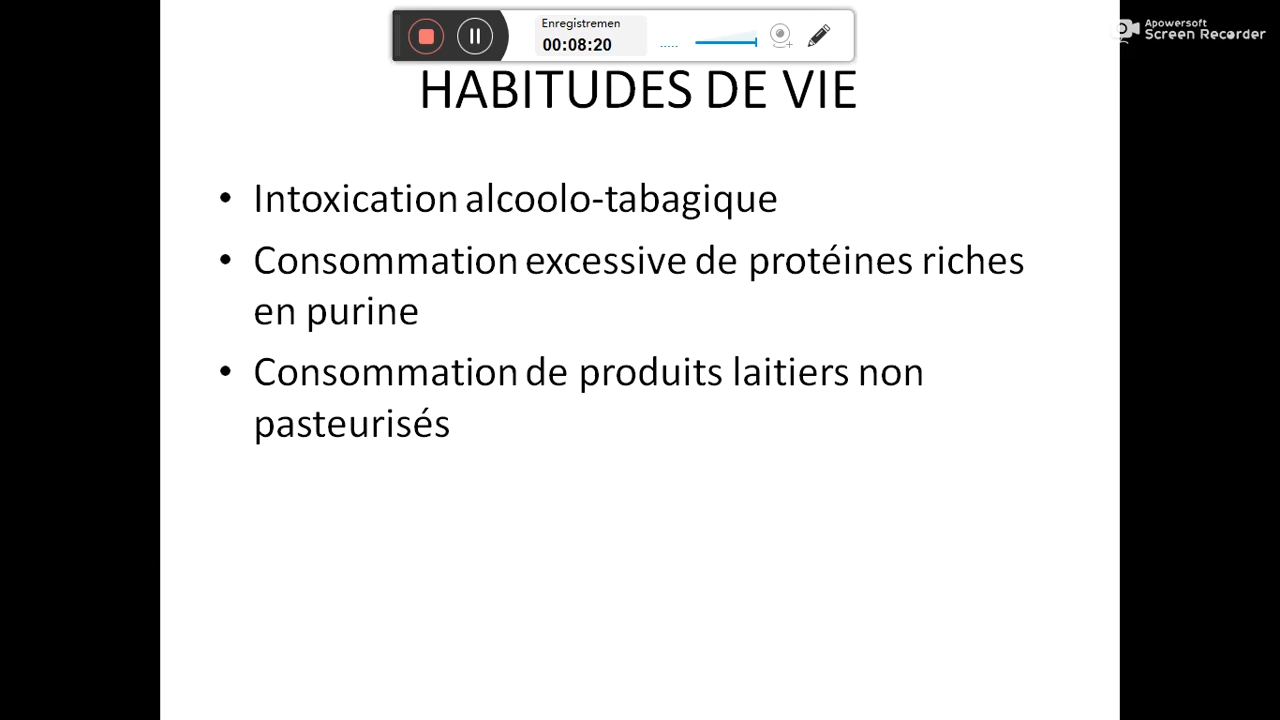 Enregistremen
00:08:20
Apowersoft
Screen Recorder
HABITUDES DE VIE
• Intoxication alcoolo-tabagique
• Consommation excessive de protéines riches
en purine
• Consommation de produits laitiers non
pasteurisés